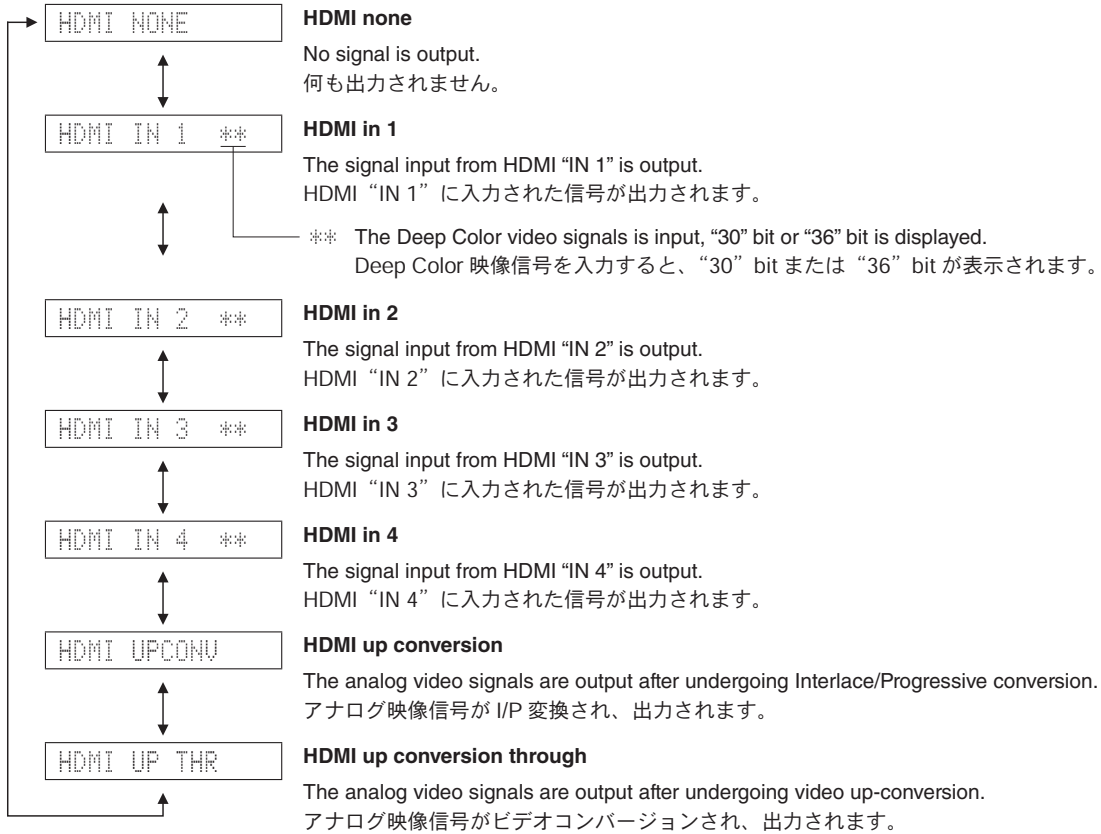 HDMI NONE
HDMI none
No signal is output.
何も出力されません。
HDMI IN 1 **
HDMI in 1
The signal input from HDMI “IN 1” is output.
HDMI“IN 1”に入力された信号が出力されます。
** The Deep Color video signals is input, “30” bit or “36” bit is displayed.
Deep Color 映像信号を入力すると、“30”bit または“36”bit が表示されます。
HDMI IN 2 **
HDMI in 2
The signal input from HDMI “IN 2” is output.
HDMI“IN 2”に入力された信号が出力されます。
HDMI IN 3 **
HDMI in 3
The signal input from HDMI “IN 3” is output.
HDMI“IN 3”に入力された信号が出力されます。
HDMI IN 4 **
HDMI in 4
The signal input from HDMI “IN 4” is output.
HDMI“IN 4”に入力された信号が出力されます。
HDMI UPCONV
HDMI up conversion
The analog video signals are output after undergoing Interlace/Progressive conversion.
アナログ映像信号が I/P 変換され、出力されます。
HDMI UP THR
HDMI up conversion through
The analog video signals are output after undergoing video up-conversion.
アナログ映像信号がビデオコンバージョンされ、出力されます。